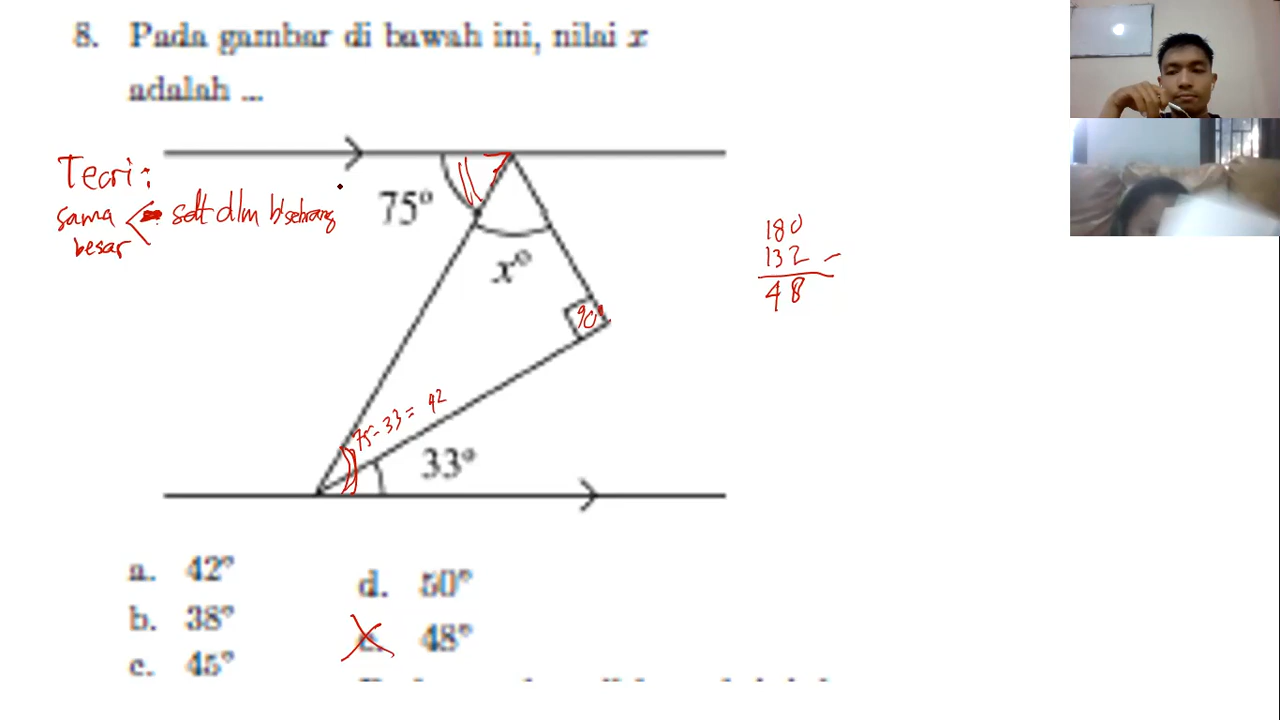 8. Pada gambar di bawah ini, nilai x
adalah ...
Teori:
sama
besar
sdt dlm b'sebrang
75°
x°
90°
75-33= 42
33°
180
132 -
48
a. 42°
b. 38°
c. 45°
d. 50°
e. 48°